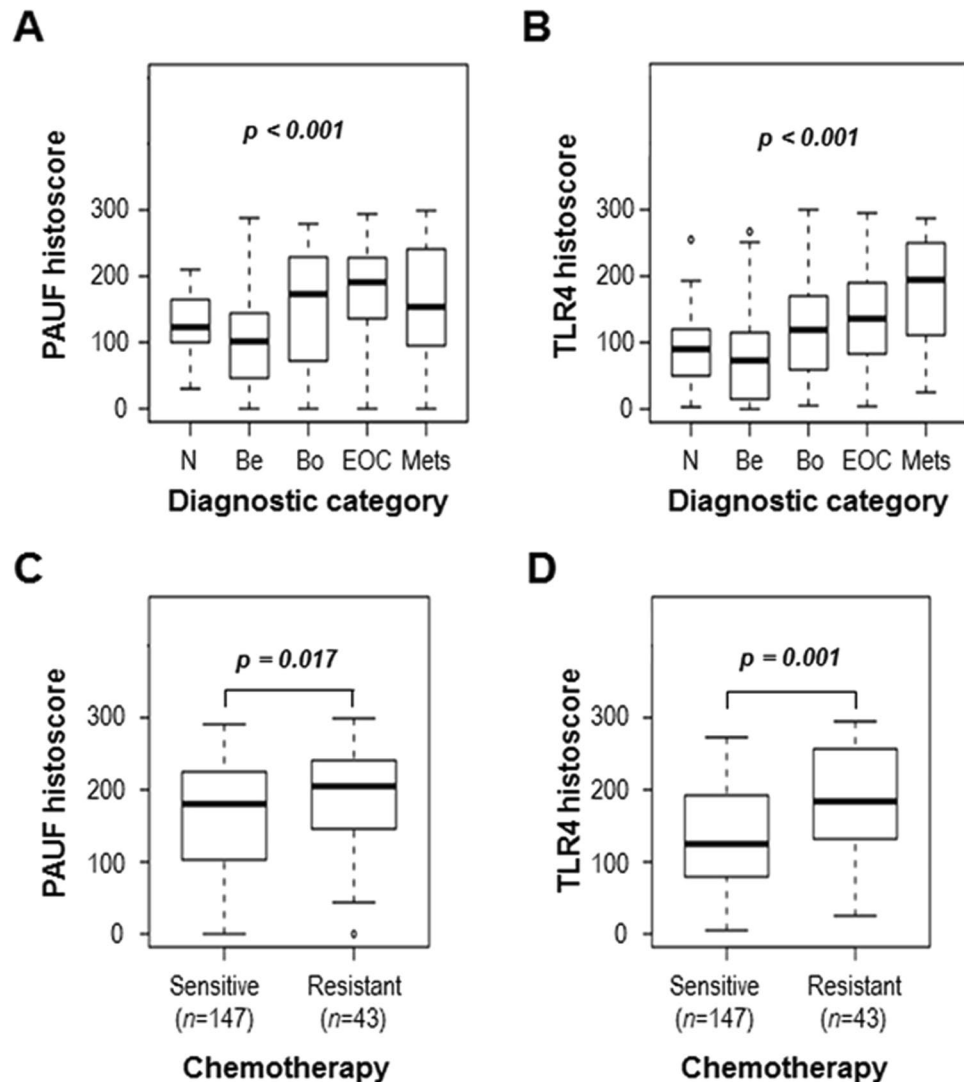 A
PAUF histoscore
p < 0.001
300
200
100
0
N Be Bo EOC Mets
Diagnostic category
B
TLR4 histoscore
p < 0.001
300
200
100
0
N Be Bo EOC Mets
Diagnostic category
C
PAUF histoscore
p = 0.017
300
200
100
0
Sensitive Resistant
(n=147) (n=43)
Chemotherapy
D
TLR4 histoscore
p = 0.001
300
200
100
0
Sensitive Resistant
(n=147) (n=43)
Chemotherapy